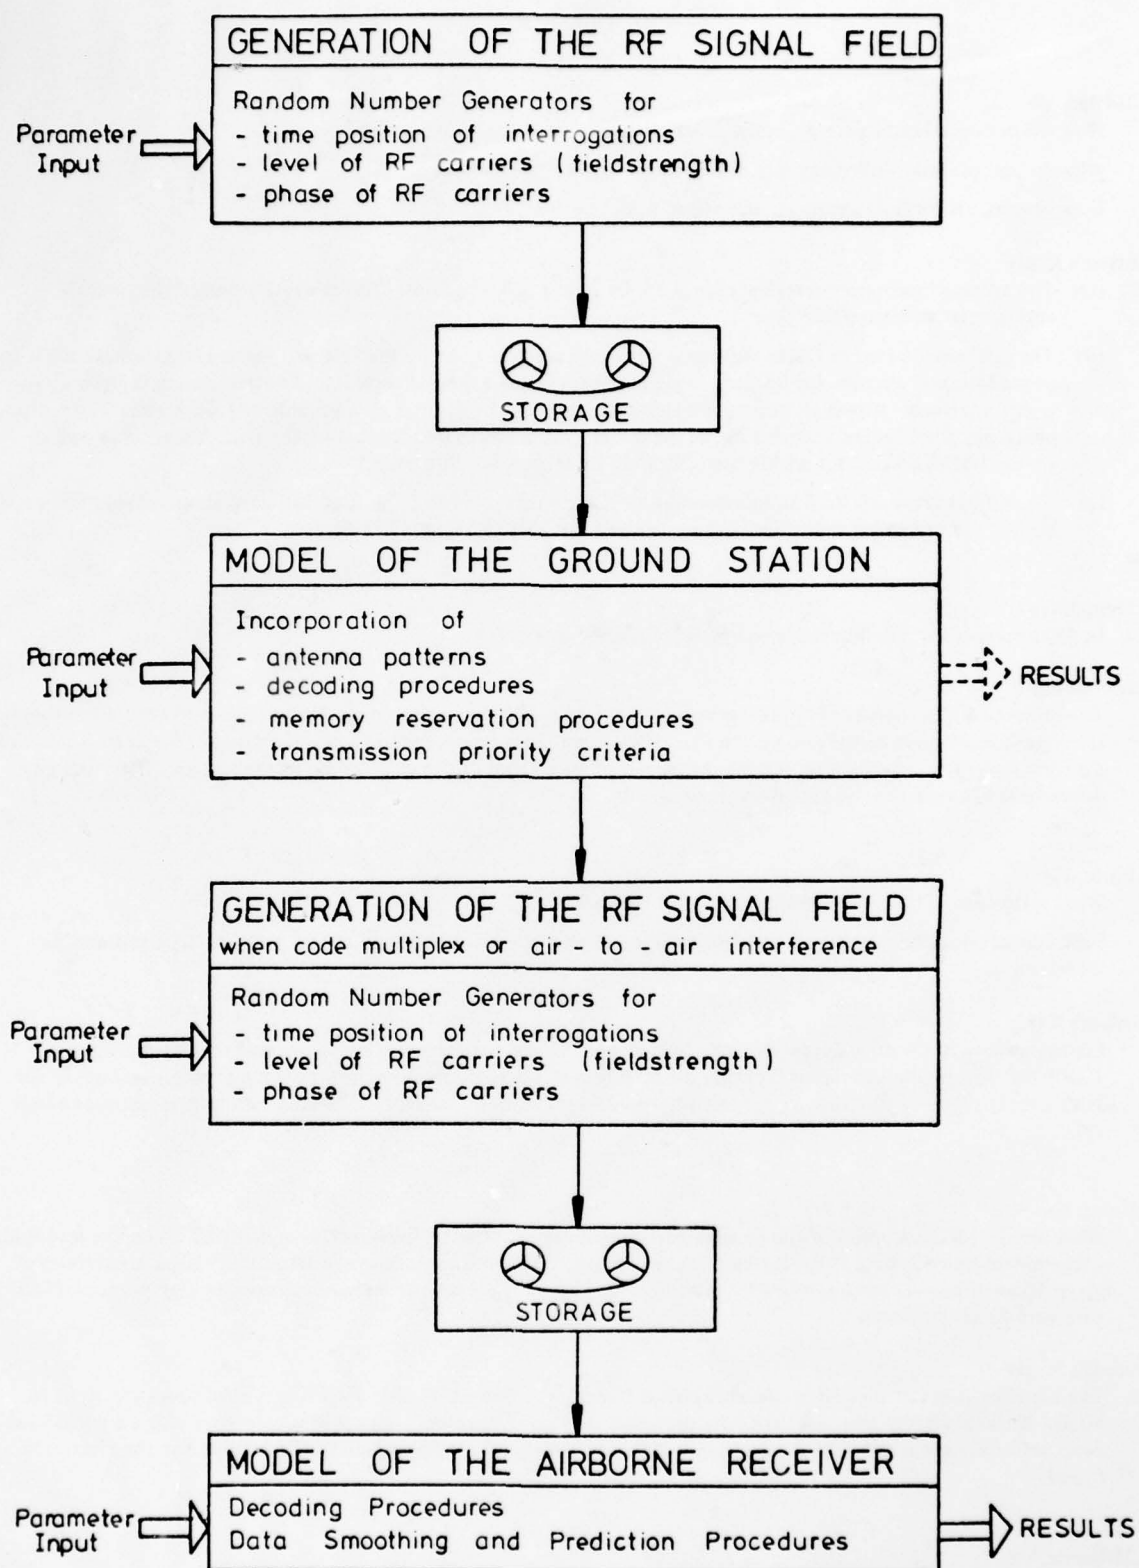 GENERATION OF THE RF SIGNAL FIELD
Random Number Generators for
Parameter
Input
- time position of interrogations
- level of RF carriers (fieldstrength)
- phase of RF carriers
STORAGE
MODEL OF THE GROUND STATION
Incorporation of
Parameter
Input
- antenna patterns
- decoding procedures
- memory reservation procedures
- transmission priority criteria
RESULTS
GENERATION OF THE RF SIGNAL FIELD
when code multiplex or air - to - air interference
Random Number Generators for
Parameter
Input
- time position of interrogations
- level of RF carriers (fieldstrength)
- phase of RF carriers
STORAGE
MODEL OF THE AIRBORNE RECEIVER
Parameter
Input
Decoding Procedures
Data Smoothing and Prediction Procedures
RESULTS